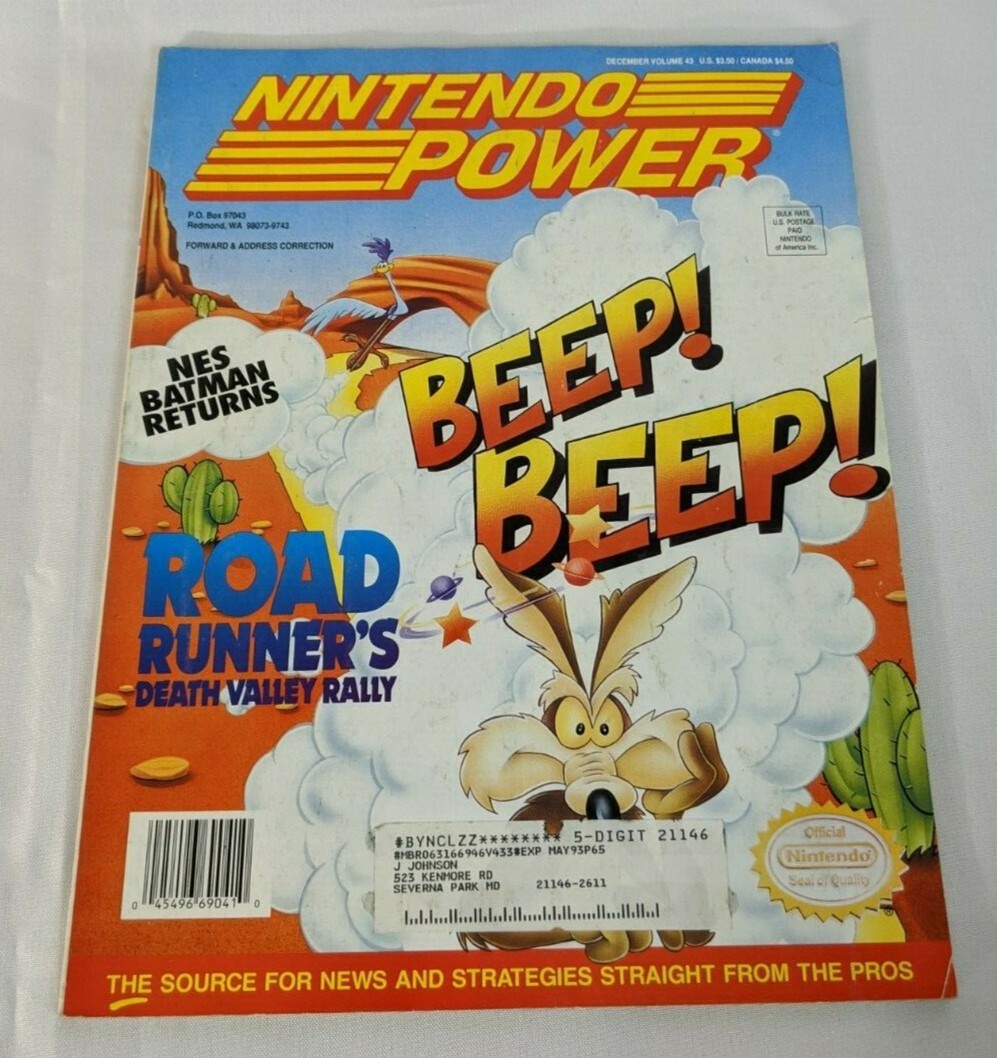 DECEMBER VOLUME 43 U.S. $3.50 / CANADA $4.50
NINTENDO
POWER®
P.O. Box 97043
Redmond, WA 98073-9743
FORWARD & ADDRESS CORRECTION
BULK RATE
U.S. POSTAGE
PAID
NINTENDO
of America Inc.
BEEP!
BEEP!
NES
BATMAN
RETURNS
ROAD
RUNNER'S
DEATH VALLEY RALLY
#BYNCLZZ******** 5-DIGIT 21146
#MBR063166946V433#EXP MAY93P65
J JOHNSON
523 KENMORE RD
SEVERNA PARK MD 21146-2611
0 45496 69041 0
Official
Nintendo®
Seal of Quality
®
THE SOURCE FOR NEWS AND STRATEGIES STRAIGHT FROM THE PROS